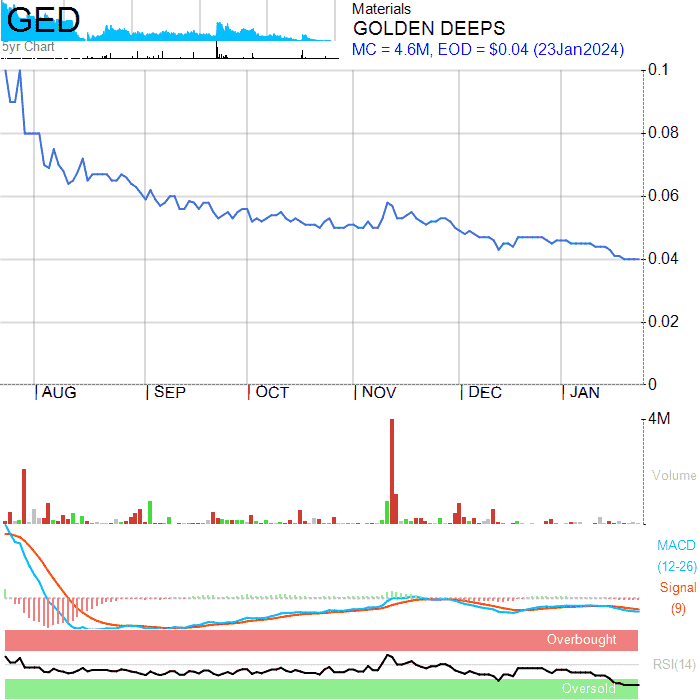 GED
5yr Chart
Materials
GOLDEN DEEPS
MC = 4.6M, EOD = $0.04 (23Jan2024)
0.1
0.08
0.06
0.04
0.02
0
AUG SEP OCT NOV DEC JAN
4M
Volume
MACD
(12-26)
Signal
(9)
Overbought
RSI(14)
Oversold